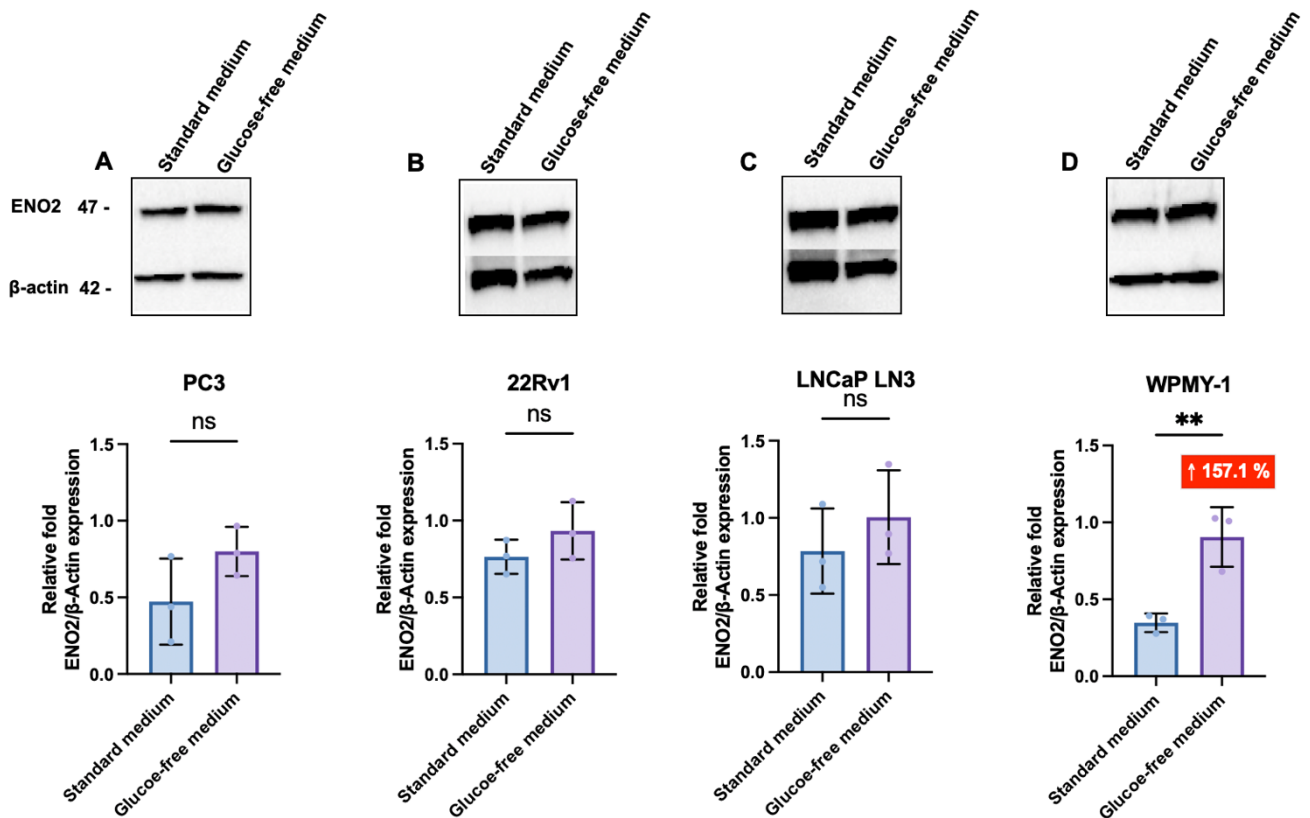 Standard medium
Glucose-free medium
Standard medium
Glucose-free medium
Standard medium
Glucose-free medium
Standard medium
Glucose-free medium
A
B
C
D
ENO2 47 -
β-actin 42 -
PC3
ns
Relative fold
ENO2/β-Actin expression
1.5
1.0
0.5
0.0
Standard medium
Glucoe-free medium
22Rv1
ns
Relative fold
ENO2/β-Actin expression
1.5
1.0
0.5
0.0
Standard medium
Glucoe-free medium
LNCaP LN3
ns
Relative fold
ENO2/β-Actin expression
1.5
1.0
0.5
0.0
Standard medium
Glucoe-free medium
WPMY-1
**
↑ 157.1 %
Relative fold
ENO2/β-Actin expression
1.5
1.0
0.5
0.0
Standard medium
Glucoe-free medium